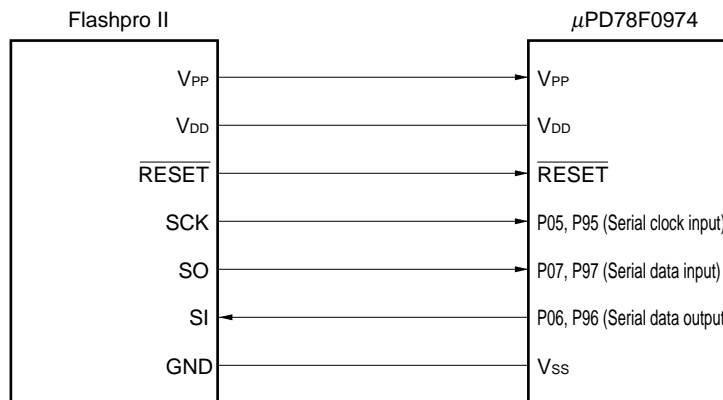 Flashpro II
μPD78F0974
VPP
VPP
VDD
VDD
RESET
RESET
SCK
P05, P95 (Serial clock input)
SO
P07, P97 (Serial data input)
SI
P06, P96 (Serial data output
GND
VSS